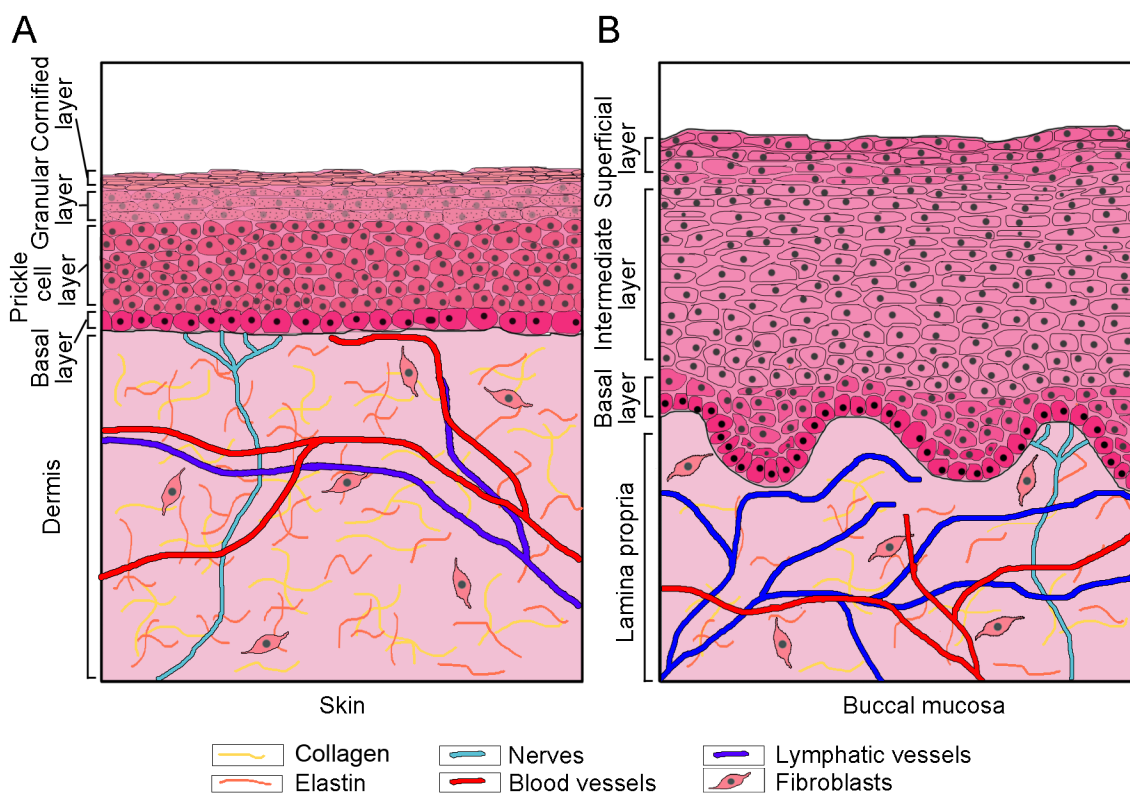 A
Cornified
layer
Granular
layer
Prickle
cell
layer
Basal
layer
Dermis
Skin
B
Superficial
layer
Intermediate
layer
Basal
layer
Lamina propria
Buccal mucosa
Collagen
Elastin
Nerves
Blood vessels
Lymphatic vessels
Fibroblasts